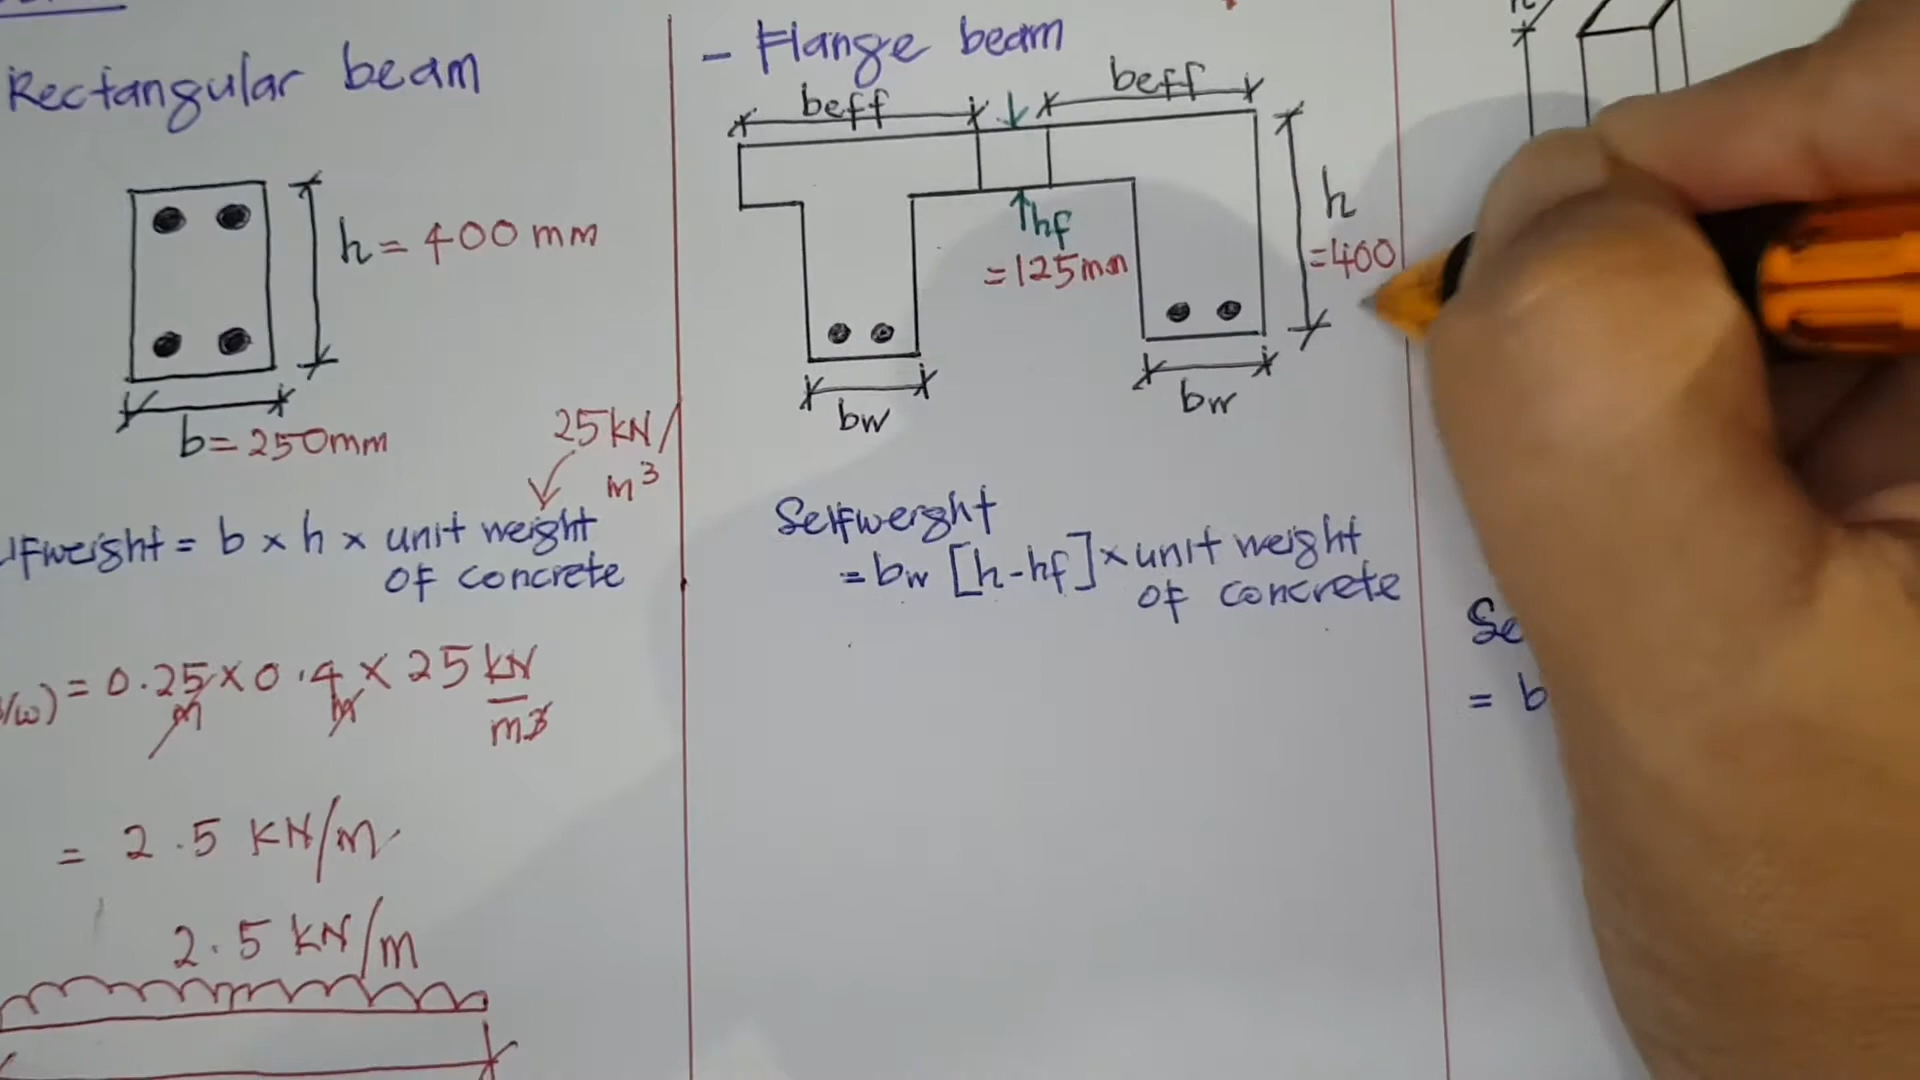 Rectangular beam
h = 400 mm
b = 250mm
25 kN/
m³
lfweight = b x h x unit weight
of concrete
/w) = 0.25 x 0.4 x 25 kN
m m m3
= 2.5 KN/m
2.5 KN/m
- Flange beam
beff beff
h
=400
hf
=125mm
bw bw
Selfweight
= bw [h-hf] x unit weight
of concrete
Se
= b